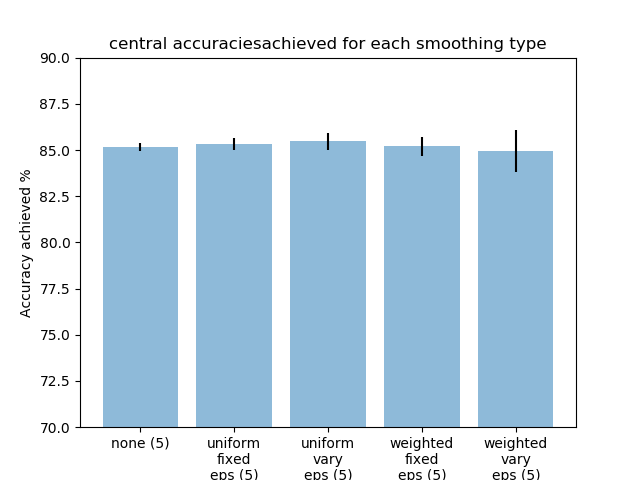 central accuraciesachieved for each smoothing type
Accuracy achieved %
90.0
87.5
85.0
82.5
80.0
77.5
75.0
72.5
70.0
none (5)
uniform
fixed
eps (5)
uniform
vary
eps (5)
weighted
fixed
eps (5)
weighted
vary
eps (5)